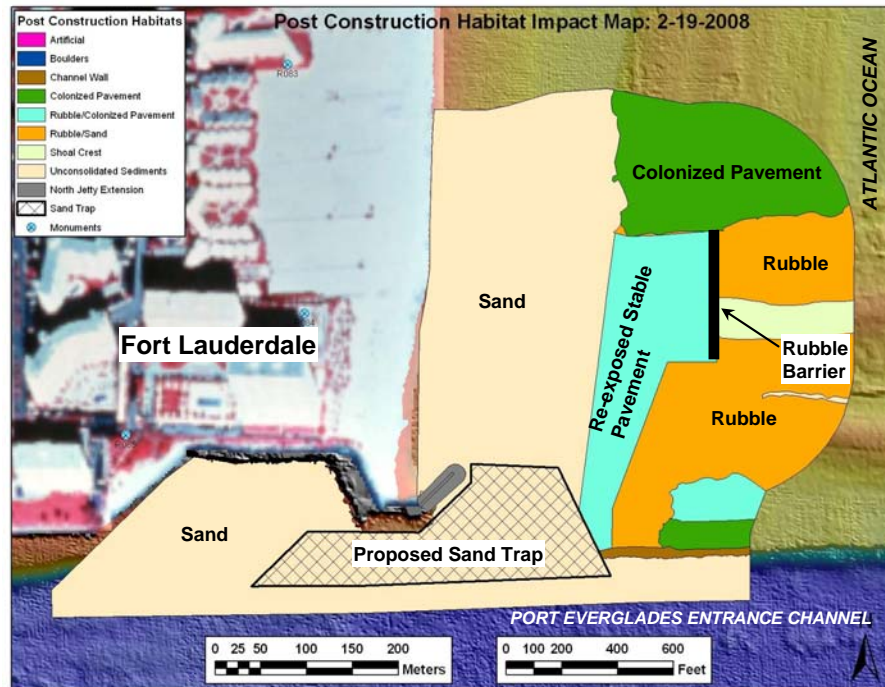 Post Construction Habitat Impact Map: 2-19-2008
Post Construction Habitats
Artificial
Boulders
Channel Wall
Colonized Pavement
Rubble/Colonized Pavement
Rubble/Sand
Shoal Crest
Unconsolidated Sediments
North Jetty Extension
Sand Trap
Monuments
R083
ATLANTIC OCEAN
Colonized Pavement
Rubble
Sand
Re-exposed Stable
Pavement
Rubble
Barrier
Fort Lauderdale
Rubble
Sand
Proposed Sand Trap
PORT EVERGLADES ENTRANCE CHANNEL
0 25 50 100 150 200
Meters
0 100 200 400 600
Feet